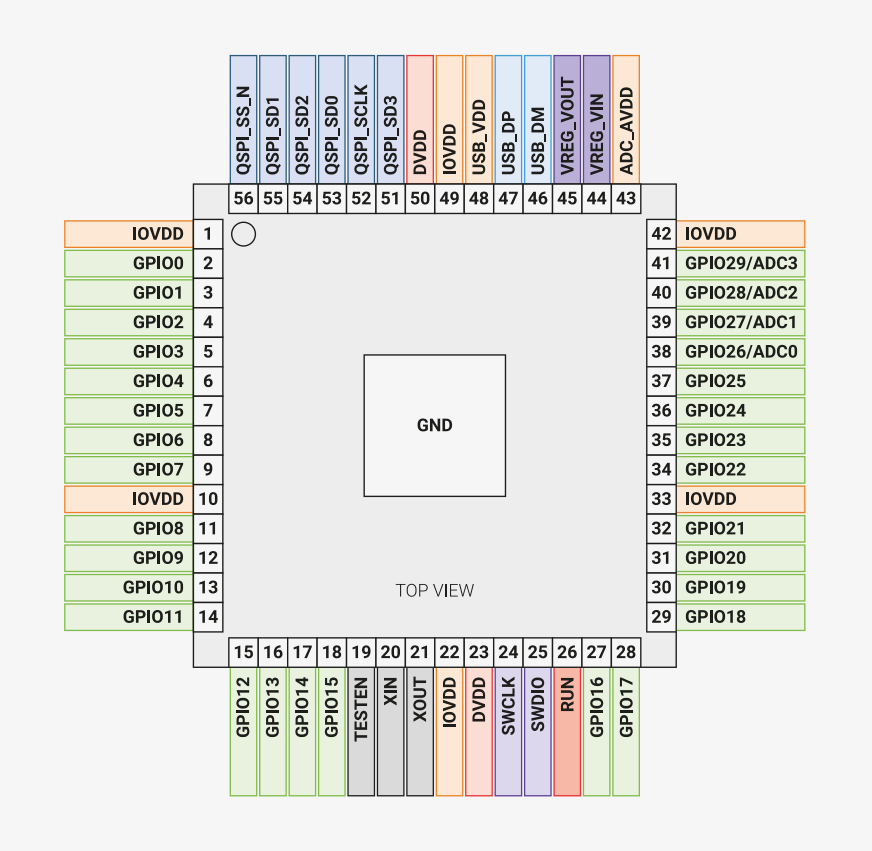 QSPI_SS_N
QSPI_SD1
QSPI_SD2
QSPI_SD0
QSPI_SCLK
QSPI_SD3
DVDD
IOVDD
USB_VDD
USB_DP
USB_DM
VREG_VOUT
VREG_VIN
ADC_AVDD
56 55 54 53 52 51 50 49 48 47 46 45 44 43
IOVDD 1
GPIO0 2
GPIO1 3
GPIO2 4
GPIO3 5
GPIO4 6
GPIO5 7
GPIO6 8
GPIO7 9
IOVDD 10
GPIO8 11
GPIO9 12
GPIO10 13
GPIO11 14
42 IOVDD
41 GPIO29/ADC3
40 GPIO28/ADC2
39 GPIO27/ADC1
38 GPIO26/ADC0
37 GPIO25
36 GPIO24
35 GPIO23
34 GPIO22
33 IOVDD
32 GPIO21
31 GPIO20
30 GPIO19
29 GPIO18
GND
TOP VIEW
15 16 17 18 19 20 21 22 23 24 25 26 27 28
GPIO12
GPIO13
GPIO14
GPIO15
TESTEN
XIN
XOUT
IOVDD
DVDD
SWCLK
SWDIO
RUN
GPIO16
GPIO17